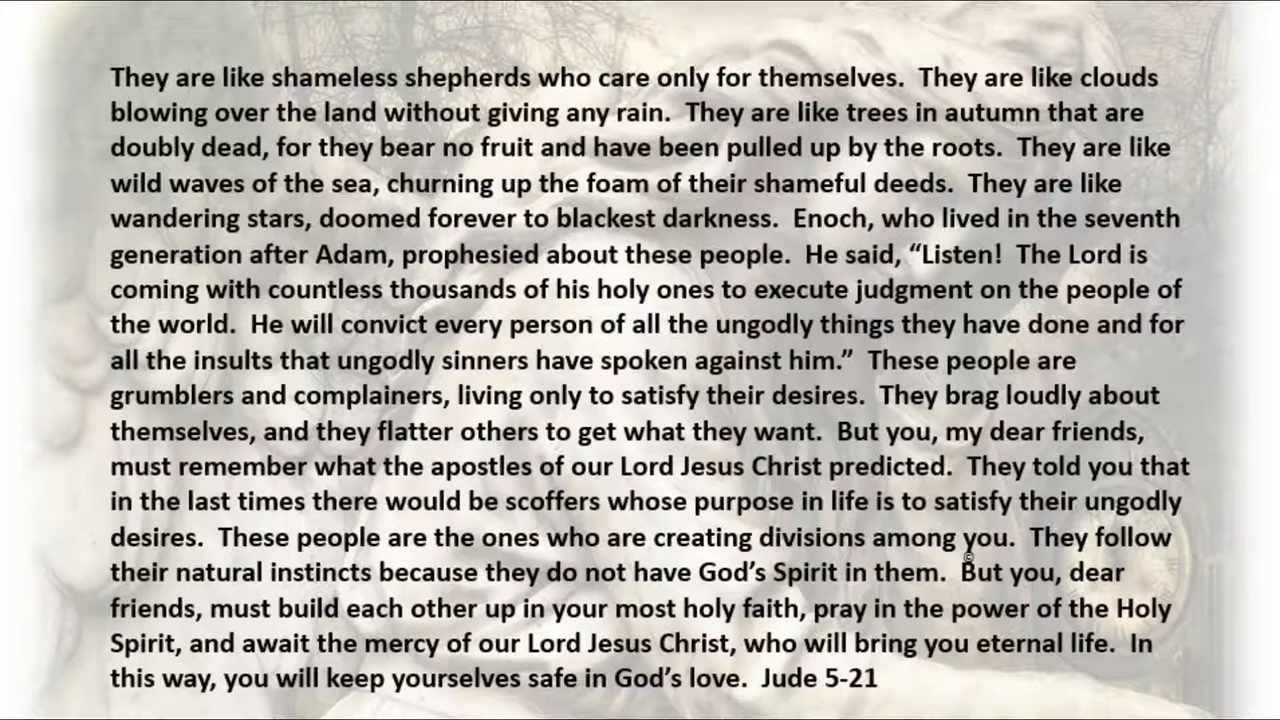 They are like shameless shepherds who care only for themselves.  They are like clouds
blowing over the land without giving any rain.  They are like trees in autumn that are
doubly dead, for they bear no fruit and have been pulled up by the roots.  They are like
wild waves of the sea, churning up the foam of their shameful deeds.  They are like
wandering stars, doomed forever to blackest darkness.  Enoch, who lived in the seventh
generation after Adam, prophesied about these people.  He said, “Listen!  The Lord is
coming with countless thousands of his holy ones to execute judgment on the people of
the world.  He will convict every person of all the ungodly things they have done and for
all the insults that ungodly sinners have spoken against him.”  These people are
grumblers and complainers, living only to satisfy their desires.  They brag loudly about
themselves, and they flatter others to get what they want.  But you, my dear friends,
must remember what the apostles of our Lord Jesus Christ predicted.  They told you that
in the last times there would be scoffers whose purpose in life is to satisfy their ungodly
desires.  These people are the ones who are creating divisions among you.  They follow
their natural instincts because they do not have God’s Spirit in them.  But you, dear
friends, must build each other up in your most holy faith, pray in the power of the Holy
Spirit, and await the mercy of our Lord Jesus Christ, who will bring you eternal life.  In
this way, you will keep yourselves safe in God’s love.  Jude 5-21